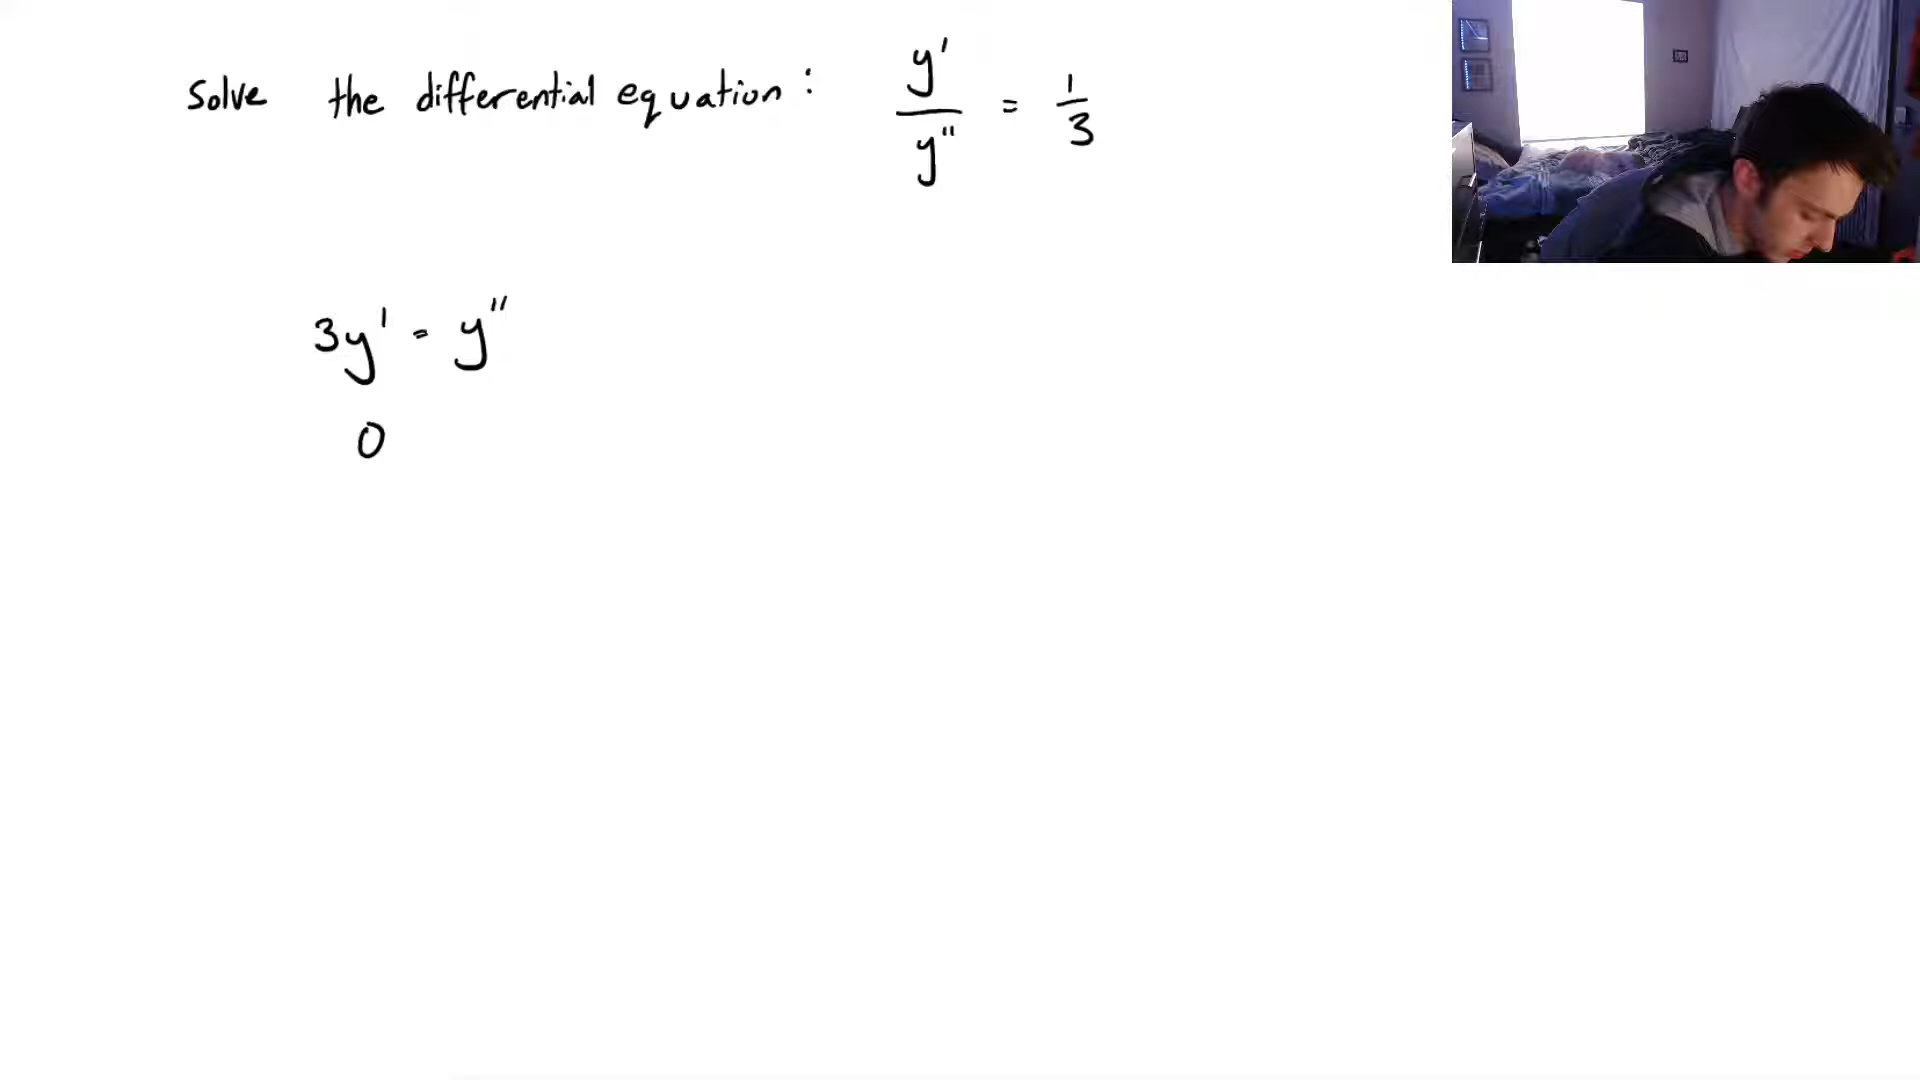 Solve the differential equation: y'/y" = 1/3
3y' = y"
0